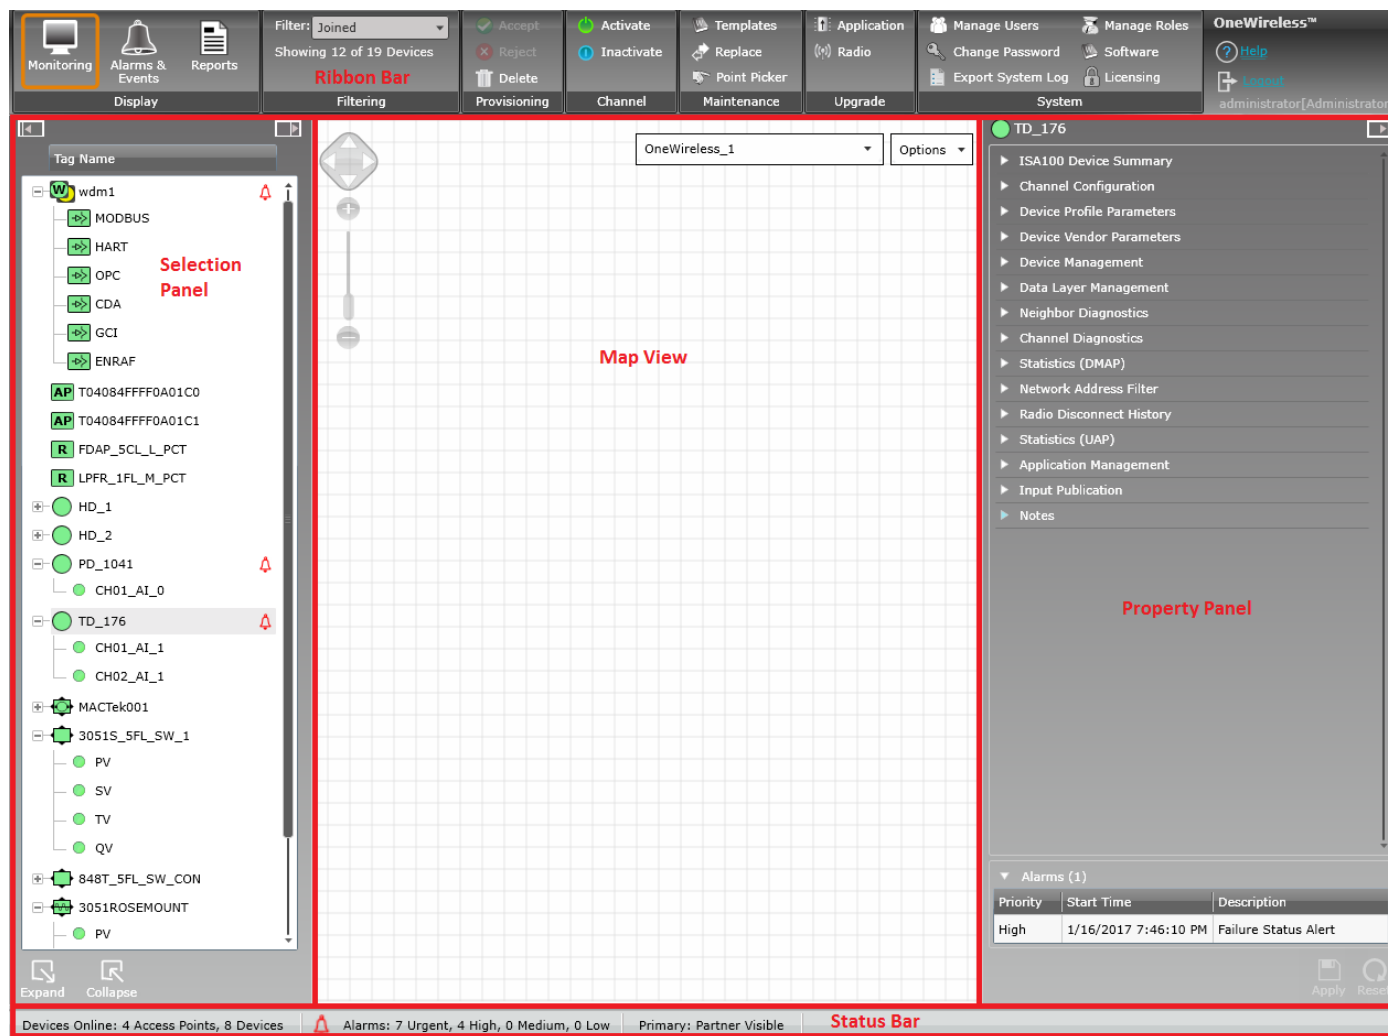 Monitoring
Alarms & Events
Reports
Display
Filter: Joined
Showing 12 of 19 Devices
Ribbon Bar
Filtering
Accept
Reject
Delete
Provisioning
Activate
Inactivate
Channel
Templates
Replace
Point Picker
Maintenance
Application
Radio
Upgrade
Manage Users
Manage Roles
Change Password
Software
Export System Log
Licensing
System
OneWireless™
Help
Logout
administrator[Administrator
Tag Name
W wdm1
MODBUS
HART
OPC
CDA
GCI
ENRAF
Selection
Panel
AP T04084FFFF0A01C0
AP T04084FFFF0A01C1
R FDAP_5CL_L_PCT
R LPFR_1FL_M_PCT
HD_1
HD_2
PD_1041
CH01_AI_0
TD_176
CH01_AI_1
CH02_AI_1
MACTek001
3051S_5FL_SW_1
PV
SV
TV
QV
848T_5FL_SW_CON
3051ROSEMOUNT
PV
Expand
Collapse
OneWireless_1
Options
Map View
TD_176
ISA100 Device Summary
Channel Configuration
Device Profile Parameters
Device Vendor Parameters
Device Management
Data Layer Management
Neighbor Diagnostics
Channel Diagnostics
Statistics (DMAP)
Network Address Filter
Radio Disconnect History
Statistics (UAP)
Application Management
Input Publication
Notes
Property Panel
Alarms (1)
Priority Start Time Description
High 1/16/2017 7:46:10 PM Failure Status Alert
Apply
Reset
Devices Online: 4 Access Points, 8 Devices
Alarms: 7 Urgent, 4 High, 0 Medium, 0 Low
Primary: Partner Visible
Status Bar